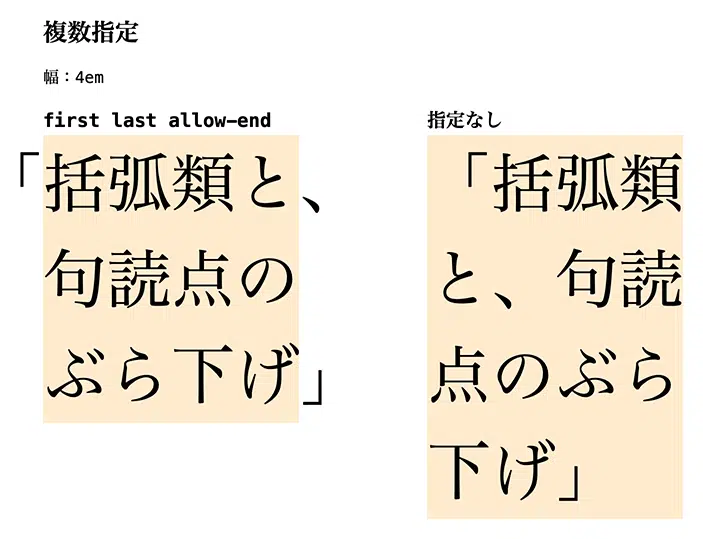 複数指定
幅：4em
first last allow-end
「括弧類と、
句読点の
ぶら下げ」
指定なし
「括弧類
と、句読
点のぶら
下げ」